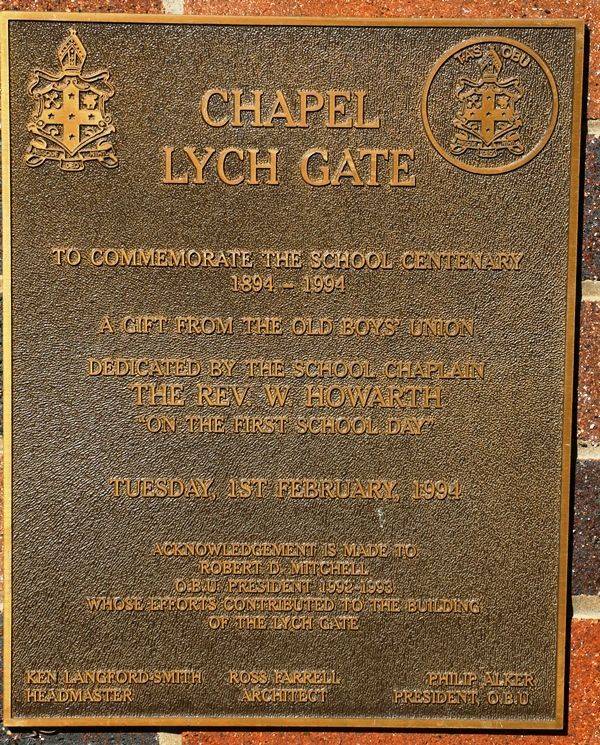 TAS OBU
CHAPEL
LYCH GATE
TO COMMEMORATE THE SCHOOL CENTENARY
1894 – 1994
A GIFT FROM THE OLD BOYS' UNION
DEDICATED BY THE SCHOOL CHAPLAIN
THE REV. W. HOWARTH
"ON THE FIRST SCHOOL DAY"
TUESDAY, 1ST FEBRUARY, 1994
ACKNOWLEDGEMENT IS MADE TO
ROBERT D. MITCHELL
O.B.U. PRESIDENT 1992-1993
WHOSE EFFORTS CONTRIBUTED TO THE BUILDING
OF THE LYCH GATE
KEN LANGFORD-SMITH
HEADMASTER
ROSS FARRELL
ARCHITECT
PHILIP ALKER
PRESIDENT, O.B.U.